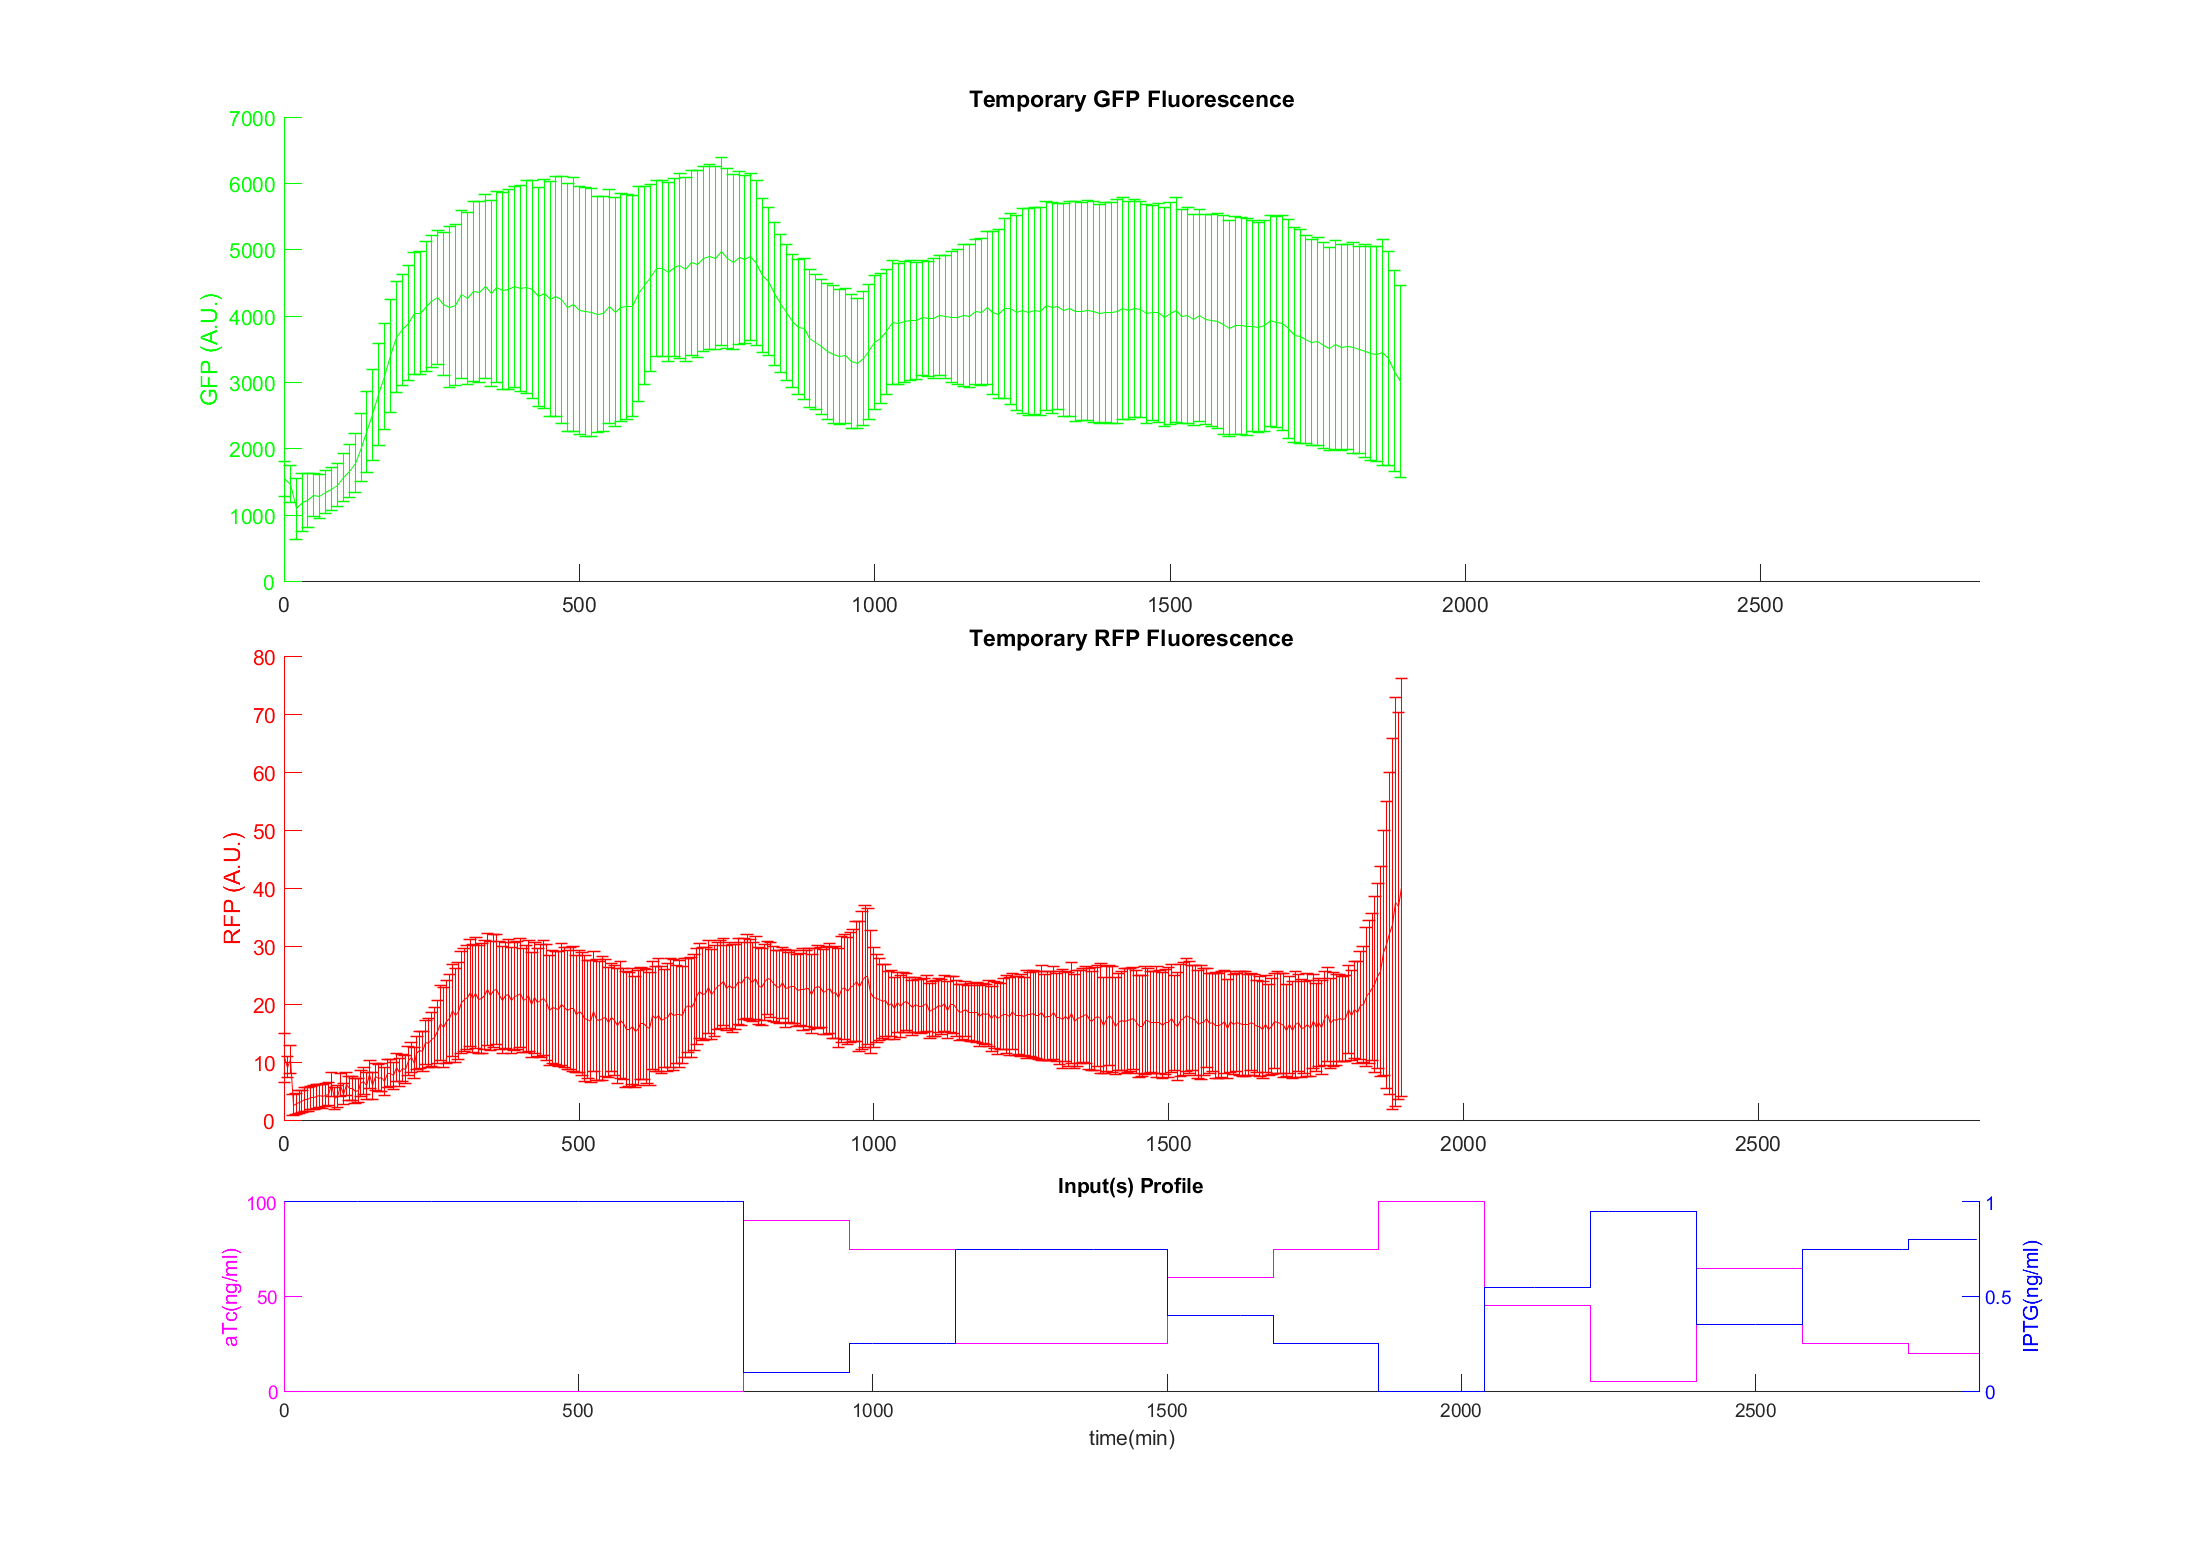 Temporary GFP Fluorescence
GFP (A.U.)
7000
6000
5000
4000
3000
2000
1000
0
0 500 1000 1500 2000 2500
Temporary RFP Fluorescence
RFP (A.U.)
80
70
60
50
40
30
20
10
0
0 500 1000 1500 2000 2500
Input(s) Profile
aTc(ng/ml)
100
50
0
1
0.5
0
IPTG(ng/ml)
0 500 1000 1500 2000 2500
time(min)